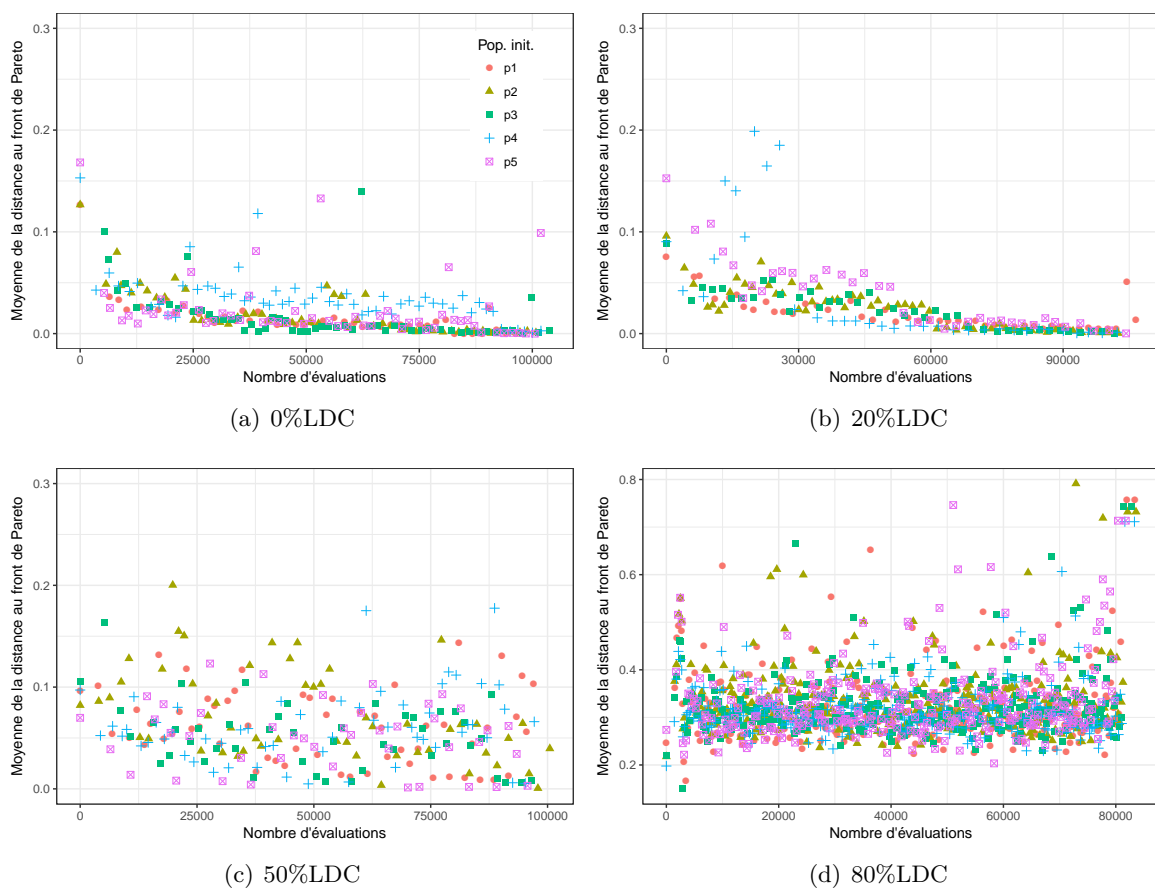 Moyenne de la distance au front de Pareto
0.3
0.2
0.1
0.0
Pop. init.
p1
p2
p3
p4
p5
0 25000 50000 75000 100000
Nombre d'évaluations
(a) 0%LDC
Moyenne de la distance au front de Pareto
0.3
0.2
0.1
0.0
0 30000 60000 90000
Nombre d'évaluations
(b) 20%LDC
Moyenne de la distance au front de Pareto
0.3
0.2
0.1
0.0
0 25000 50000 75000 100000
Nombre d'évaluations
(c) 50%LDC
Moyenne de la distance au front de Pareto
0.8
0.6
0.4
0.2
0 20000 40000 60000 80000
Nombre d'évaluations
(d) 80%LDC